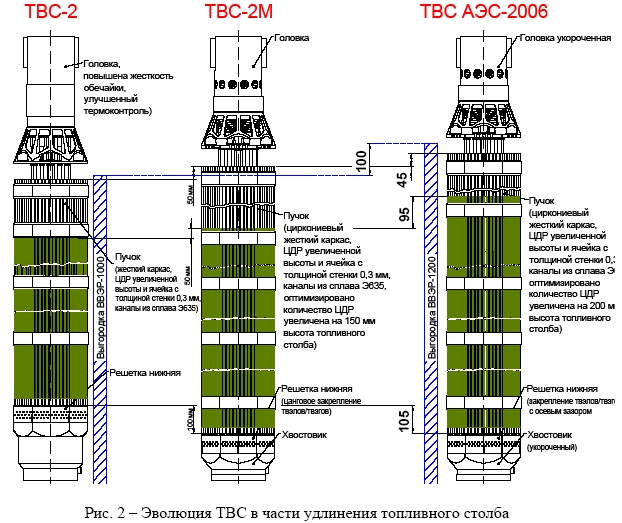 ТВС-2
ТВС-2М
ТВС АЭС-2006
Головка,
повышена жесткость
обечайки,
улучшенный
термоконтроль)
Головка
Головка укороченная
100
45
95
50 мм
50 мм
Пучок
(жесткий каркас,
ЦДР увеличенной
высоты и ячейка с
толщиной стенки 0,3 мм,
каналы из сплава Э635)
Выгородка ВВЭР-1000
Пучок
(циркониевый
жесткий каркас,
ЦДР увеличенной
высоты и ячейка с
толщиной стенки 0,3 мм,
каналы из сплава Э635,
оптимизировано
количество ЦДР
увеличена на 150 мм
высота топливного
столба)
Выгородка ВВЭР-1200
Пучок
(циркониевый
жесткий каркас,
ЦДР увеличенной
высоты и ячейка с
толщиной стенки 0,3
каналы из сплава Э6
оптимизировано
количество ЦДР
увеличена на 200 м
высота топливного
столба)
Решетка нижняя
100 мм
Решетка нижняя
(цанговое закрепление
твэлов/твэгов)
Хвостовик
105
Решетка нижняя
(закрепление твэлов/твэго
с осевым зазором
Хвостовик
(укороченный)
Рис. 2 – Эволюция ТВС в части удлинения топливного столба